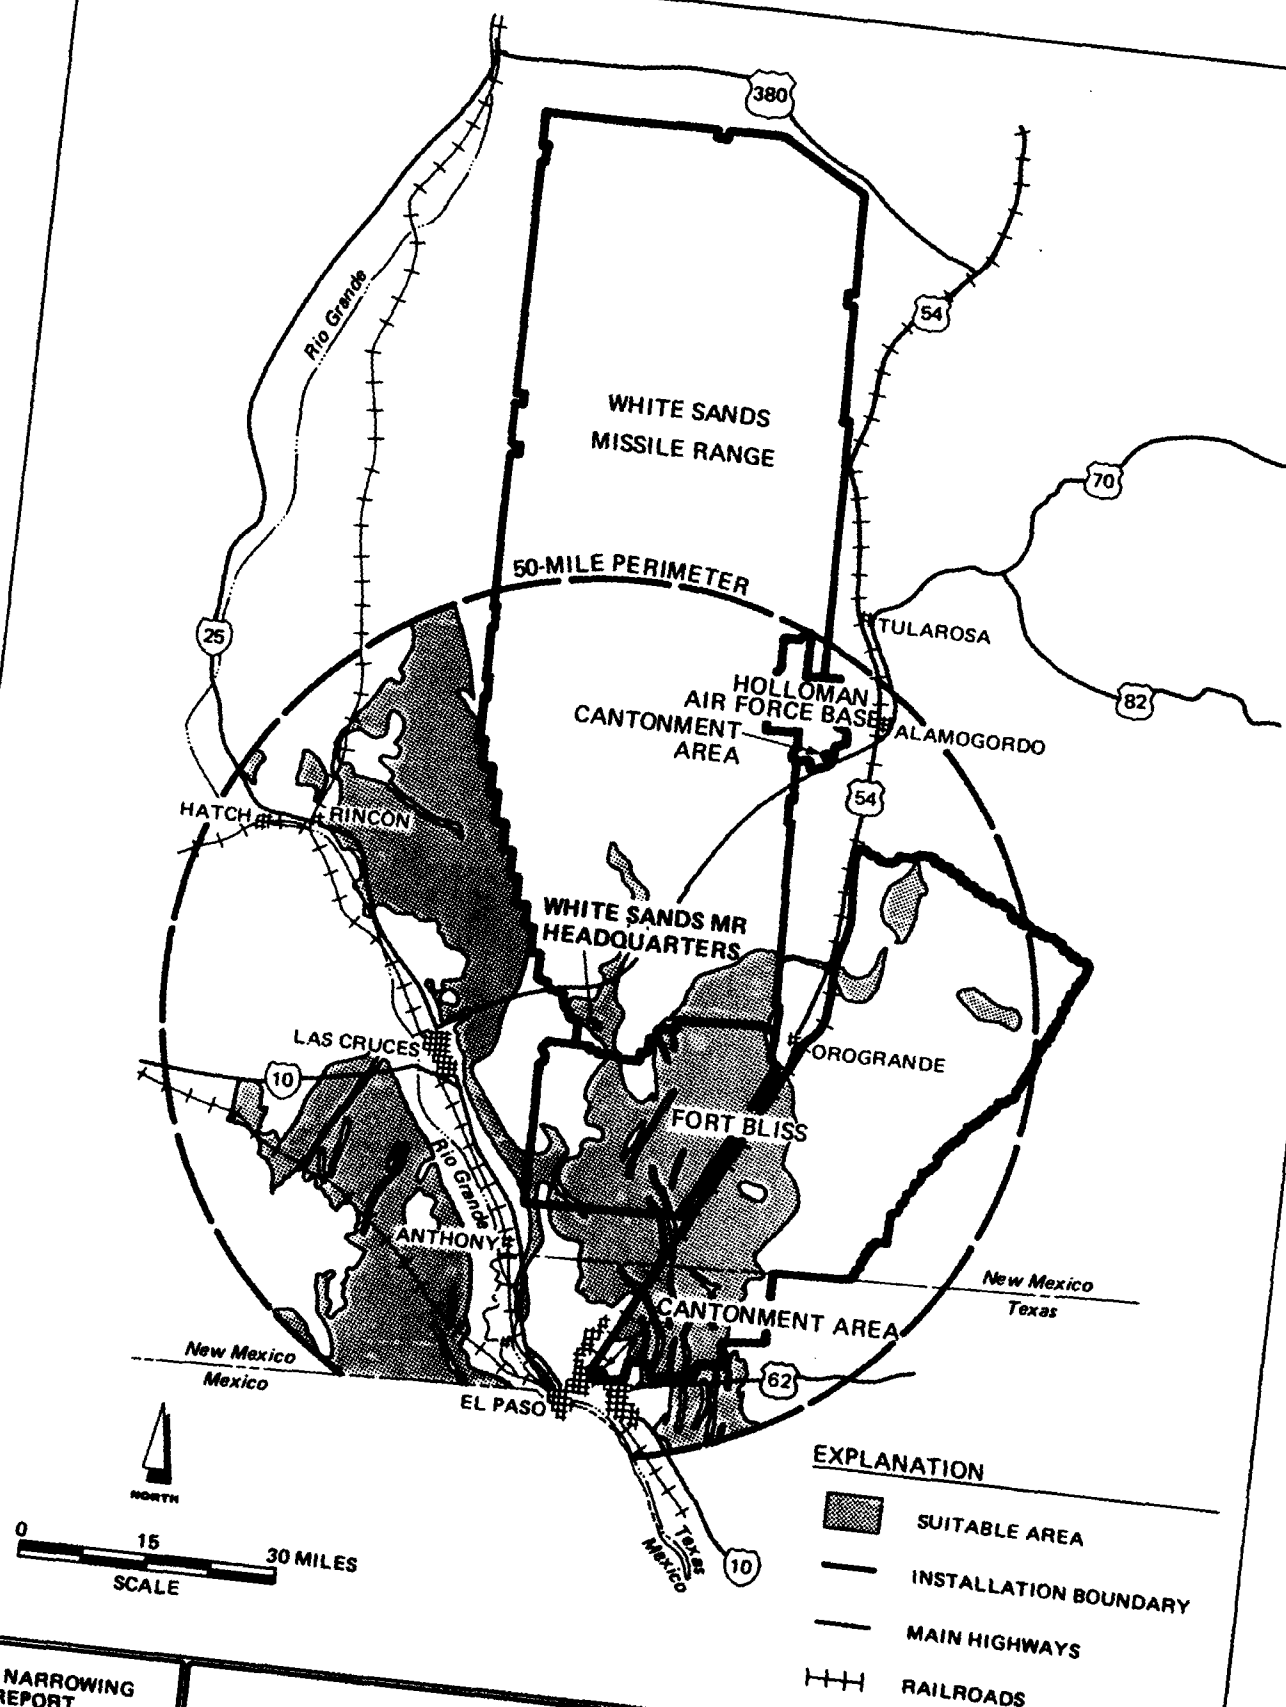 380
Rio Grande
54
WHITE SANDS
MISSILE RANGE
70
50-MILE PERIMETER
25
TULAROSA
82
HOLLOMAN
AIR FORCE BASE
CANTONMENT
AREA
ALAMOGORDO
54
HATCH
RINCON
WHITE SANDS MR
HEADQUARTERS
LAS CRUCES
10
OROGRANDE
FORT BLISS
Rio Grande
ANTHONY
New Mexico
Texas
CANTONMENT AREA
New Mexico
Mexico
62
EL PASO
NORTH
0 15 30 MILES
SCALE
Texas
Mexico
10
EXPLANATION
SUITABLE AREA
INSTALLATION BOUNDARY
MAIN HIGHWAYS
RAILROADS
NARROWING
REPORT